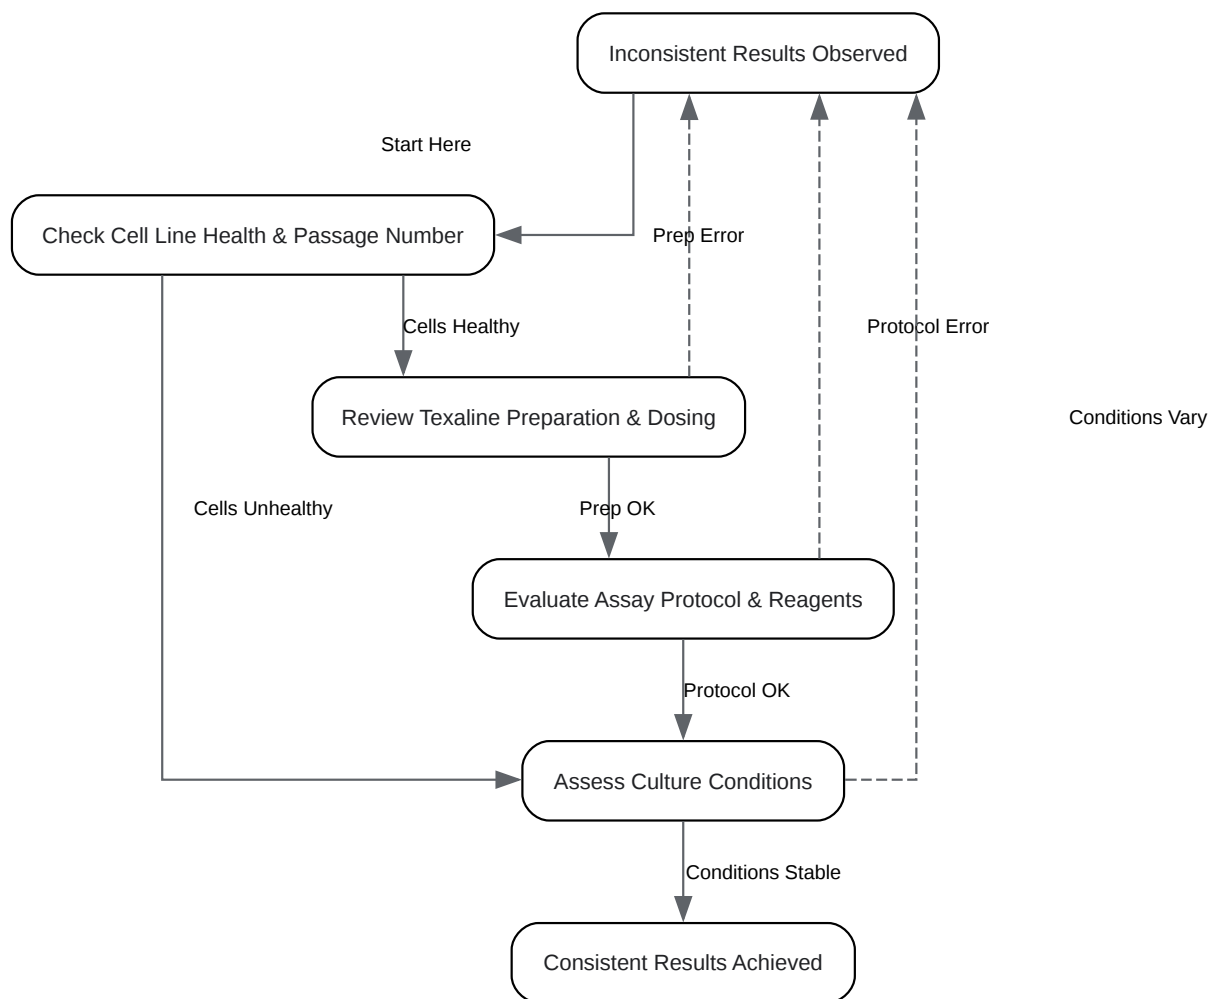 Inconsistent Results Observed
Start Here
Check Cell Line Health & Passage Number
Prep Error
Cells Healthy
Protocol Error
Review Texaline Preparation & Dosing
Conditions Vary
Cells Unhealthy
Prep OK
Evaluate Assay Protocol & Reagents
Protocol OK
Assess Culture Conditions
Conditions Stable
Consistent Results Achieved